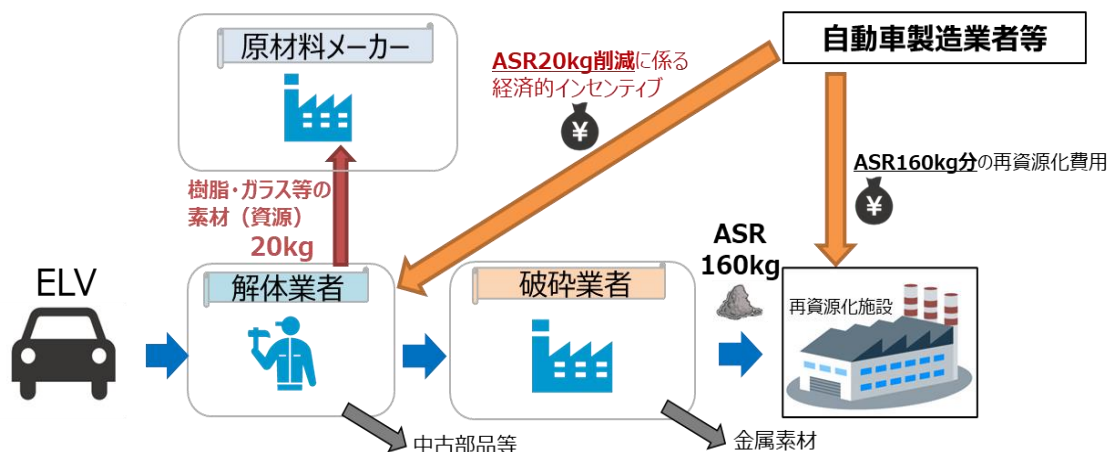 原材料メーカー
ASR20kg削減に係る
経済的インセンティブ
¥
自動車製造業者等
ASR160kg分の再資源化費用
¥
樹脂・ガラス等の
素材（資源）
20kg
ELV
解体業者
破砕業者
ASR
160kg
再資源化施設
中古部品等
金属素材